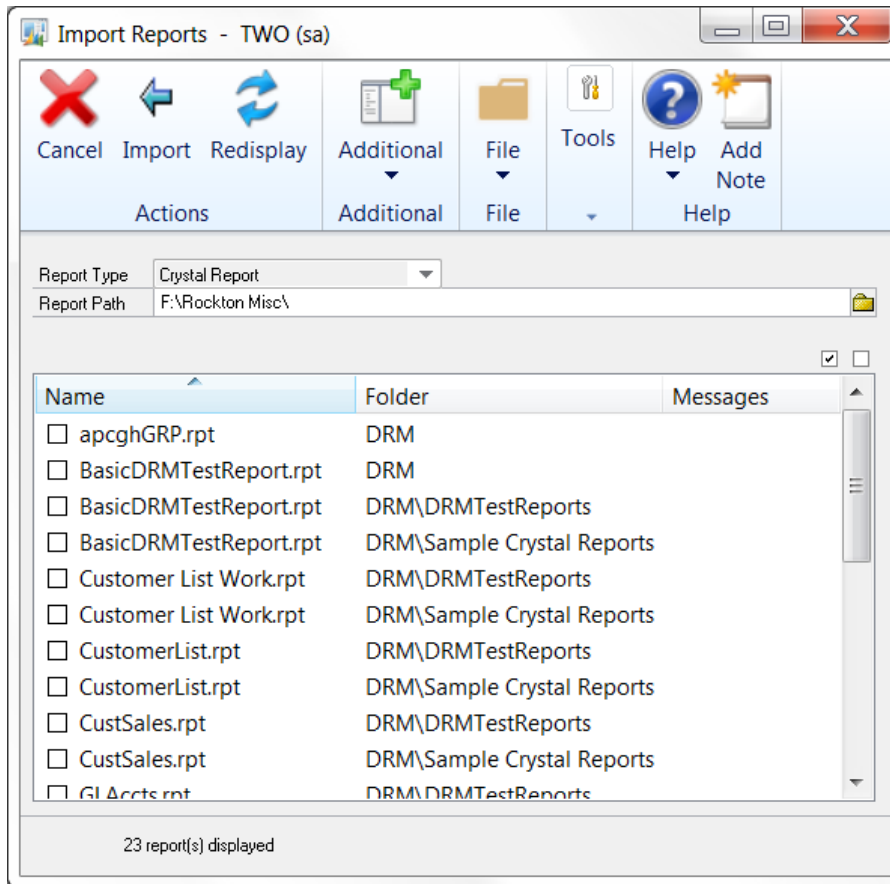 Import Reports - TWO (sa)
Cancel Import Redisplay Additional File Tools Help Add Note
Actions Additional File Help
Report Type Crystal Report
Report Path F:\Rockton Misc\
Name Folder Messages
apcghGRP.rpt DRM
BasicDRMTestReport.rpt DRM
BasicDRMTestReport.rpt DRM\DRMTestReports
BasicDRMTestReport.rpt DRM\Sample Crystal Reports
Customer List Work.rpt DRM\DRMTestReports
Customer List Work.rpt DRM\Sample Crystal Reports
CustomerList.rpt DRM\DRMTestReports
CustomerList.rpt DRM\Sample Crystal Reports
CustSales.rpt DRM\DRMTestReports
CustSales.rpt DRM\Sample Crystal Reports
GLAccts.rpt DRM\DRMTestReports
23 report(s) displayed